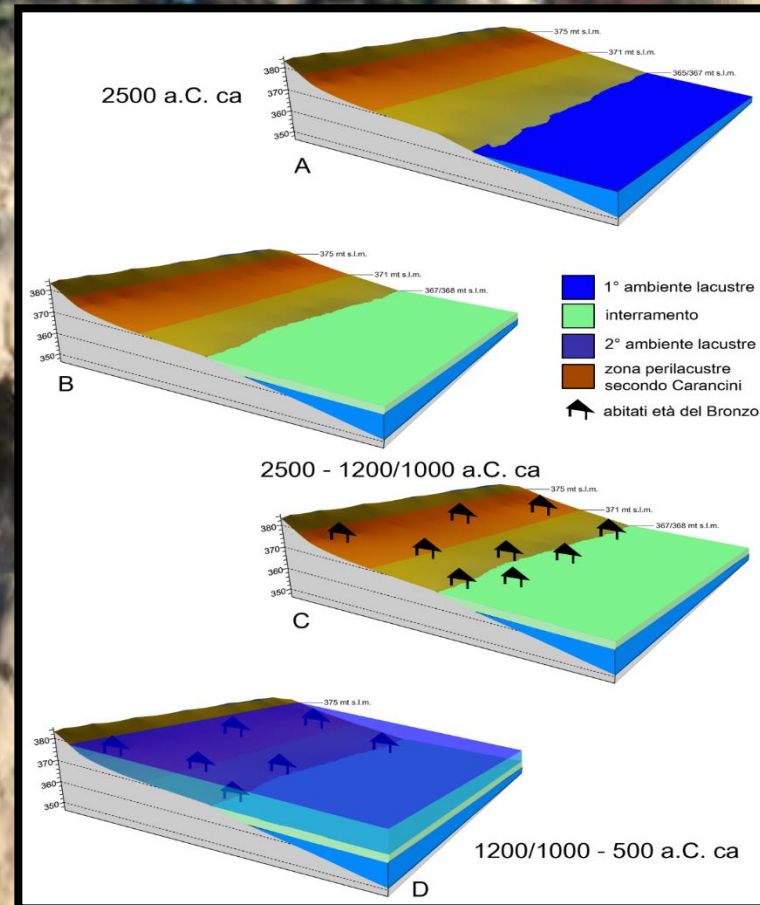 375 mt s.l.m.
371 mt s.l.m.
365/367 mt s.l.m.
2500 a.C. ca
380
370
360
350
A
375 mt s.l.m.
371 mt s.l.m.
367/368 mt s.l.m.
380
370
360
350
B
1° ambiente lacustre
interramento
2° ambiente lacustre
zona perilacustre
secondo Carancini
abitati età del Bronzo
2500 - 1200/1000 a.C. ca
375 mt s.l.m.
371 mt s.l.m.
367/368 mt s.l.m.
380
370
360
350
C
375 mt s.l.m.
380
370
360
350
1200/1000 - 500 a.C. ca
D